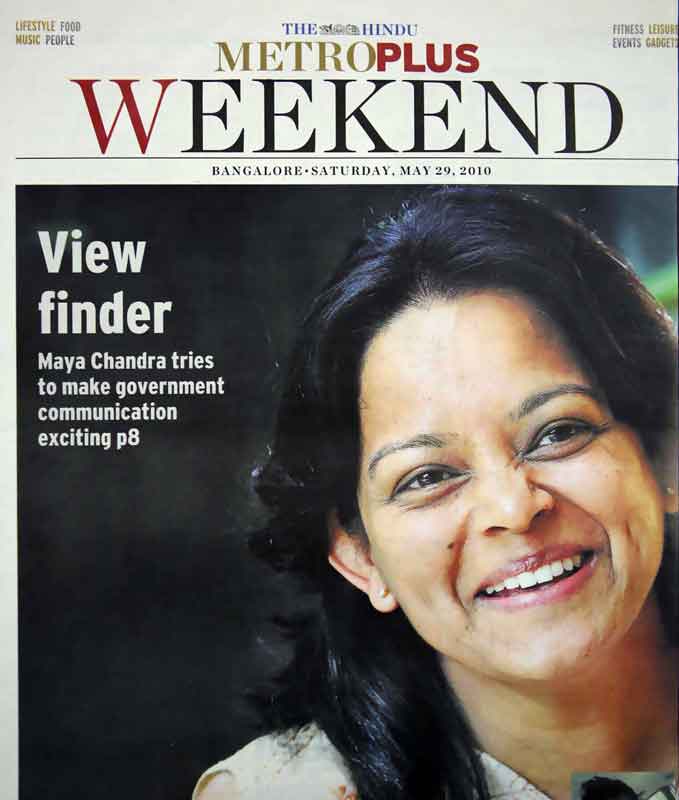 LIFESTYLE FOOD
MUSIC PEOPLE
THE HINDU
METROPLUS
WEEKEND
FITNESS LEISURE
EVENTS GADGETS
BANGALORE • SATURDAY, MAY 29, 2010
View
finder
Maya Chandra tries
to make government
communication
exciting p8